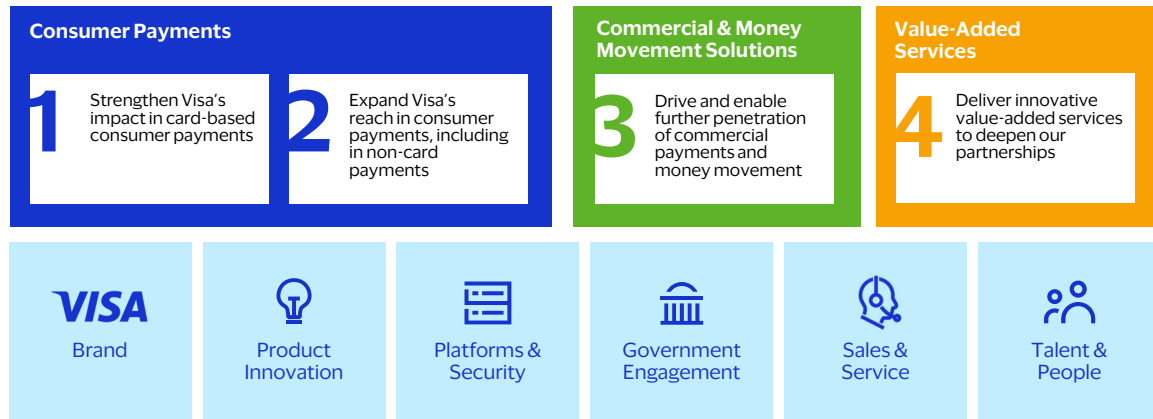 Consumer Payments
1
Strengthen Visa's
impact in card-based
consumer payments
2
Expand Visa's
reach in consumer
payments, including
in non-card
payments
Commercial & Money
Movement Solutions
3
Drive and enable
further penetration
of commercial
payments and
money movement
Value-Added
Services
4
Deliver innovative
value-added services
to deepen our
partnerships
VISA
Brand
Product
Innovation
Platforms &
Security
Government
Engagement
Sales &
Service
Talent &
People